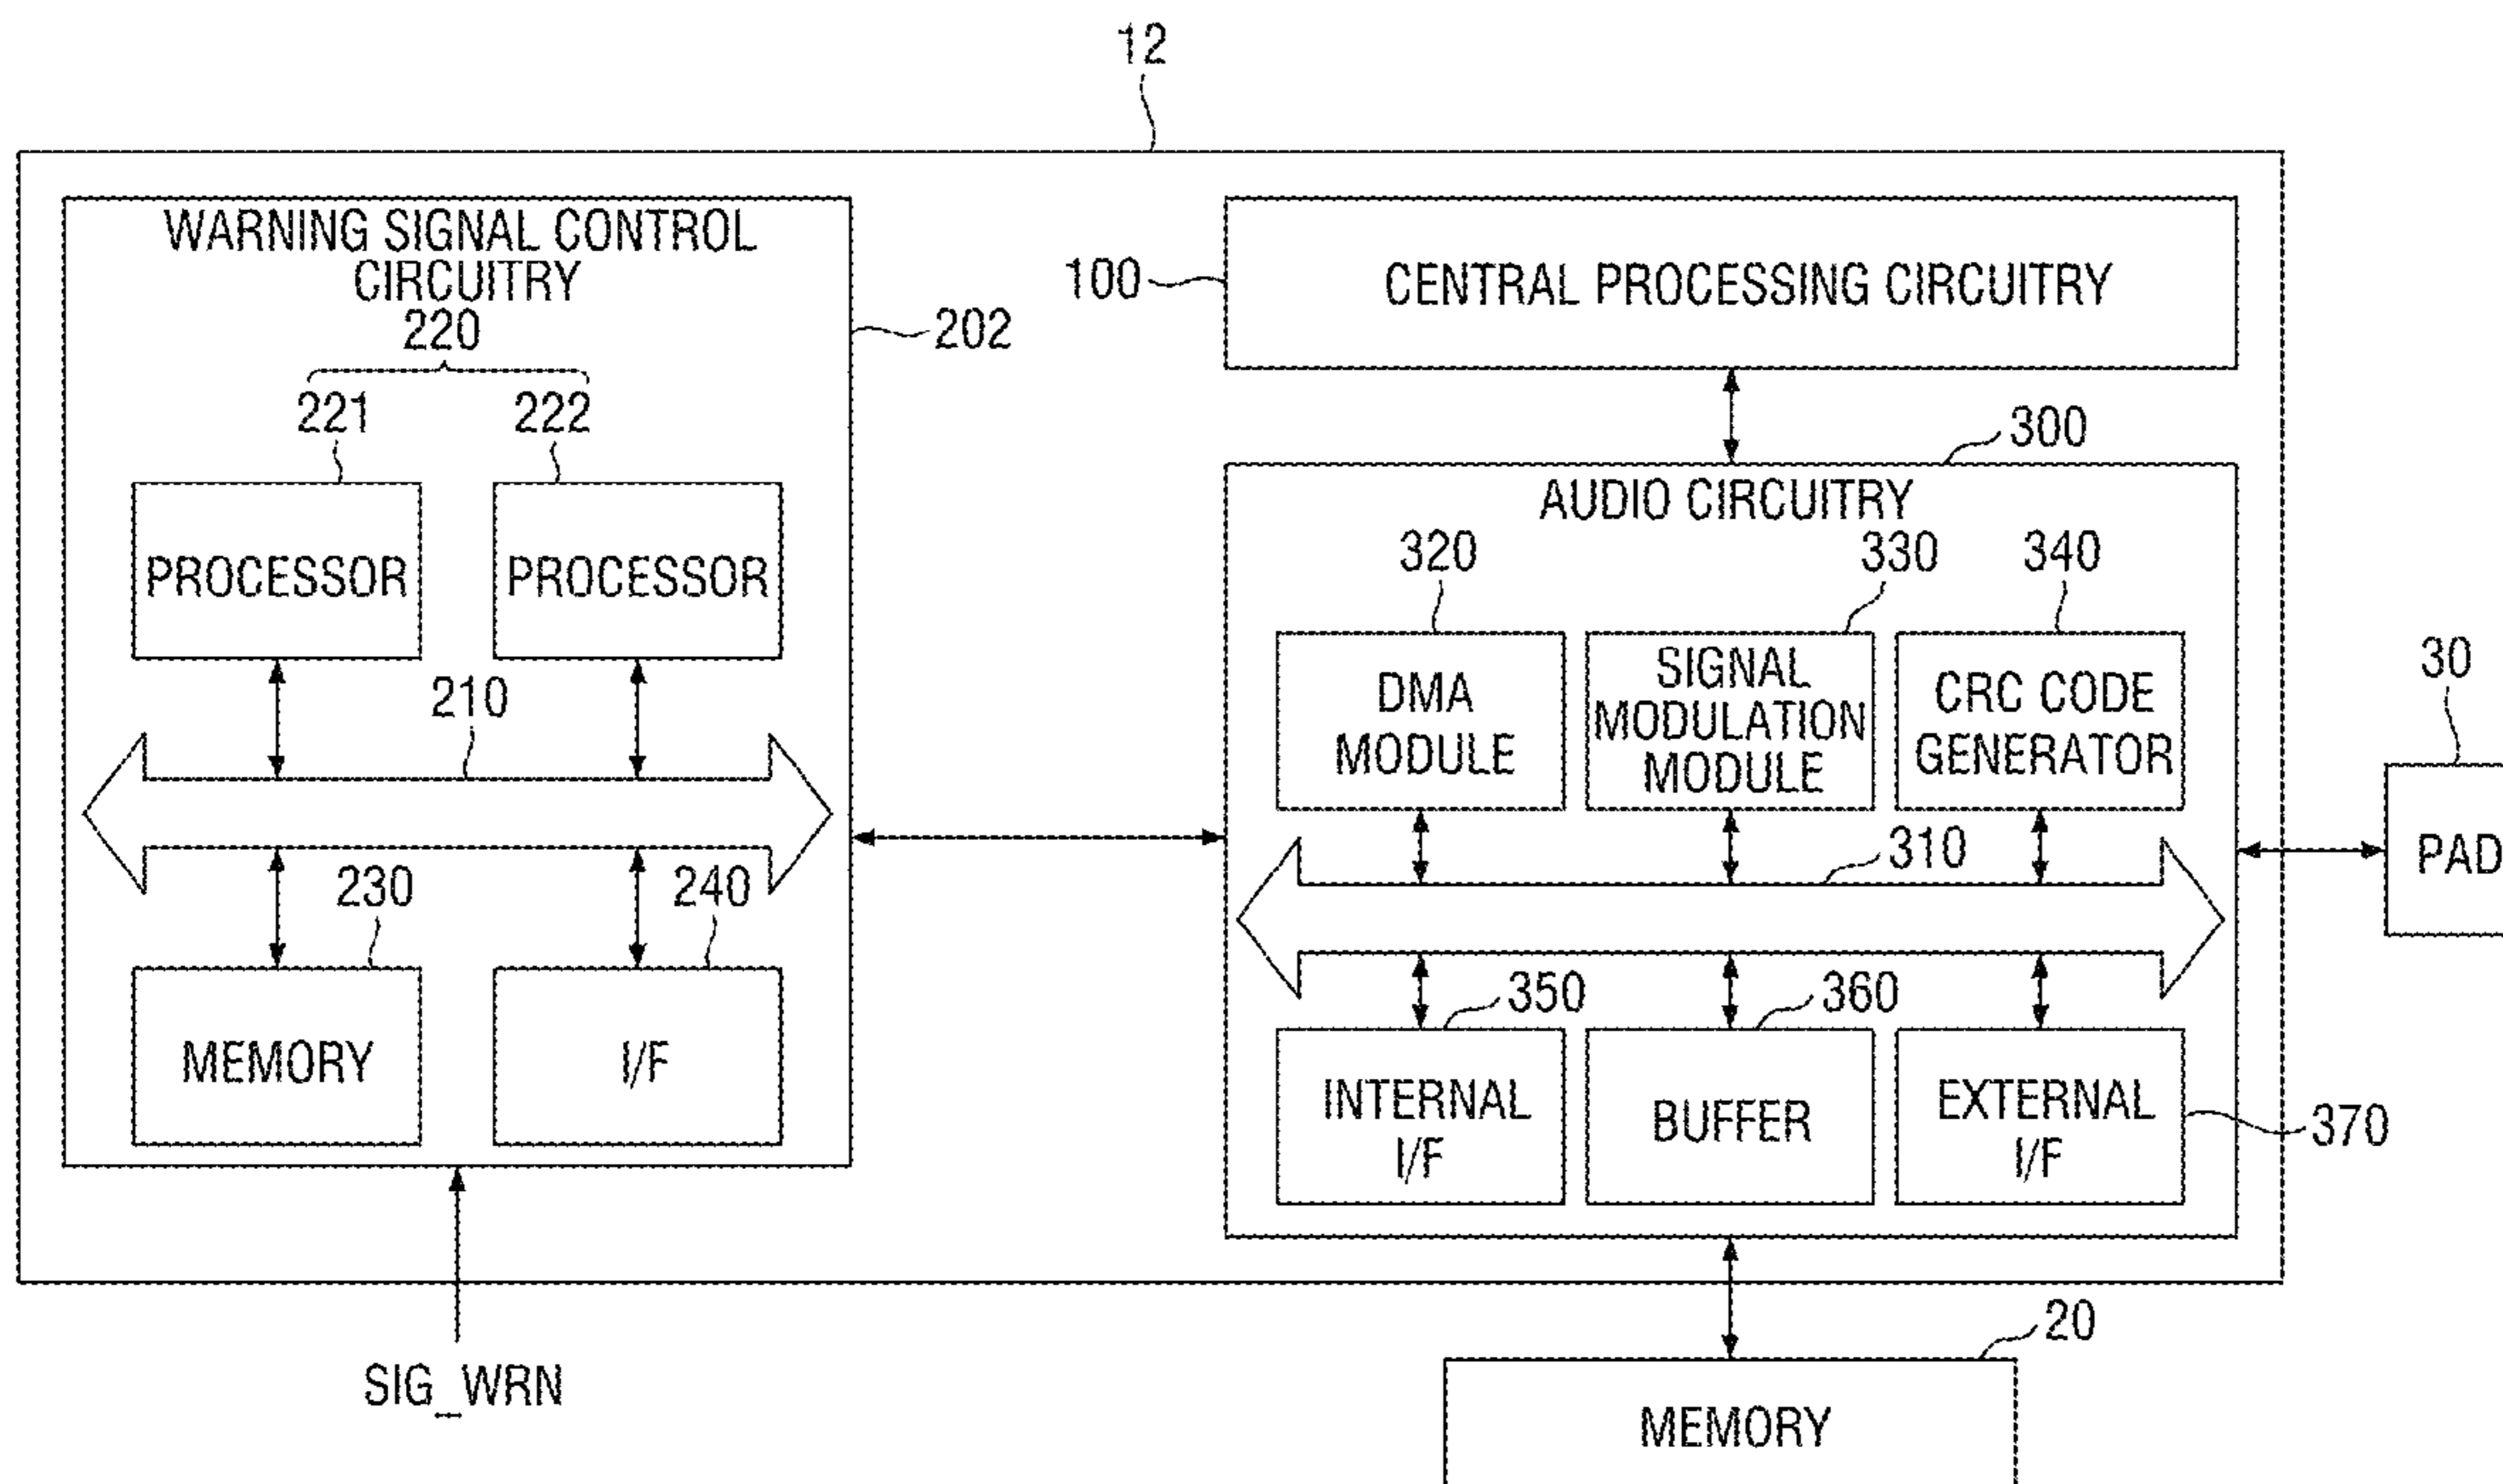 12
WARNING SIGNAL CONTROL
CIRCUITRY
220
221
222
202
PROCESSOR
PROCESSOR
210
230
240
MEMORY
I/F
SIG_WRN
100
CENTRAL PROCESSING CIRCUITRY
300
AUDIO CIRCUITRY
320
330
340
DMA
MODULE
SIGNAL
MODULATION
MODULE
CRC CODE
GENERATOR
310
350
360
370
INTERNAL
I/F
BUFFER
EXTERNAL
I/F
30
PAD
20
MEMORY